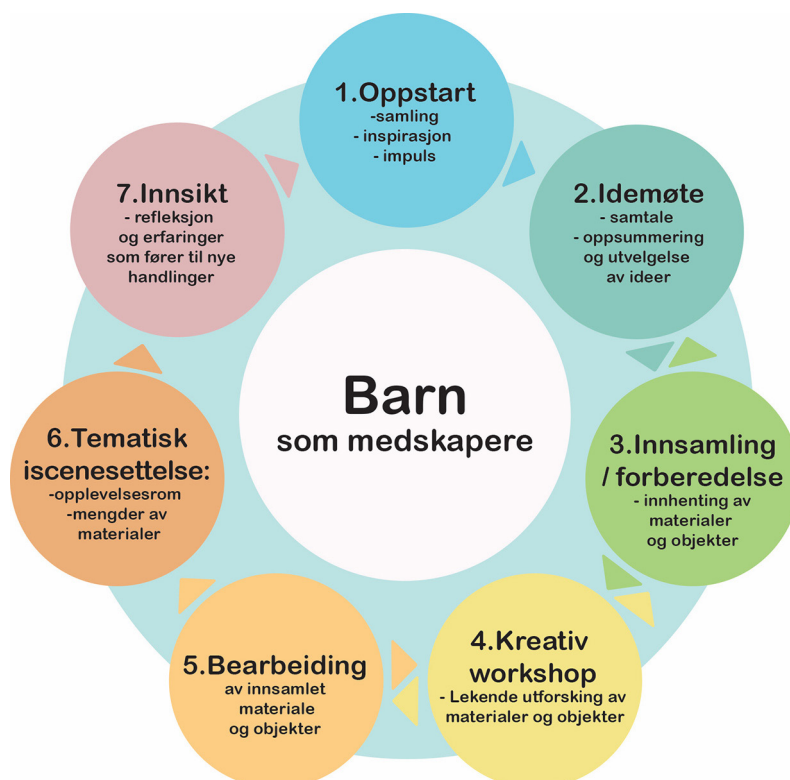 1.Oppstart
-samling
- inspirasjon
- impuls
2.Idemøte
- samtale
- oppsummering
og utvelgelse
av ideer
3.Innsamling
/ forberedelse
- innhenting av
materialer
og objekter
4.Kreativ
workshop
- Lekende utforsking av
materialer og objekter
5.Bearbeiding
av innsamlet
materiale
og objekter
6.Tematisk
iscenesettelse:
-opplevelsesrom
-mengder av
materialer
7.Innsikt
- refleksjon
og erfaringer
som fører til nye
handlinger
Barn
som medskapere